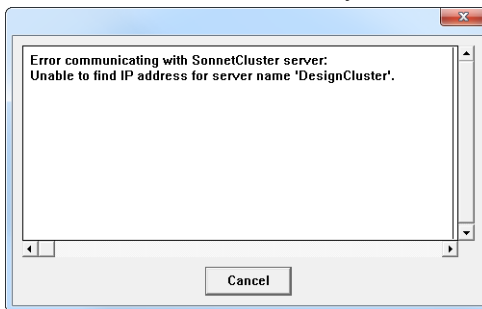 Error communicating with SonnetCluster server:
Unable to find IP address for server name 'DesignCluster'.
Cancel